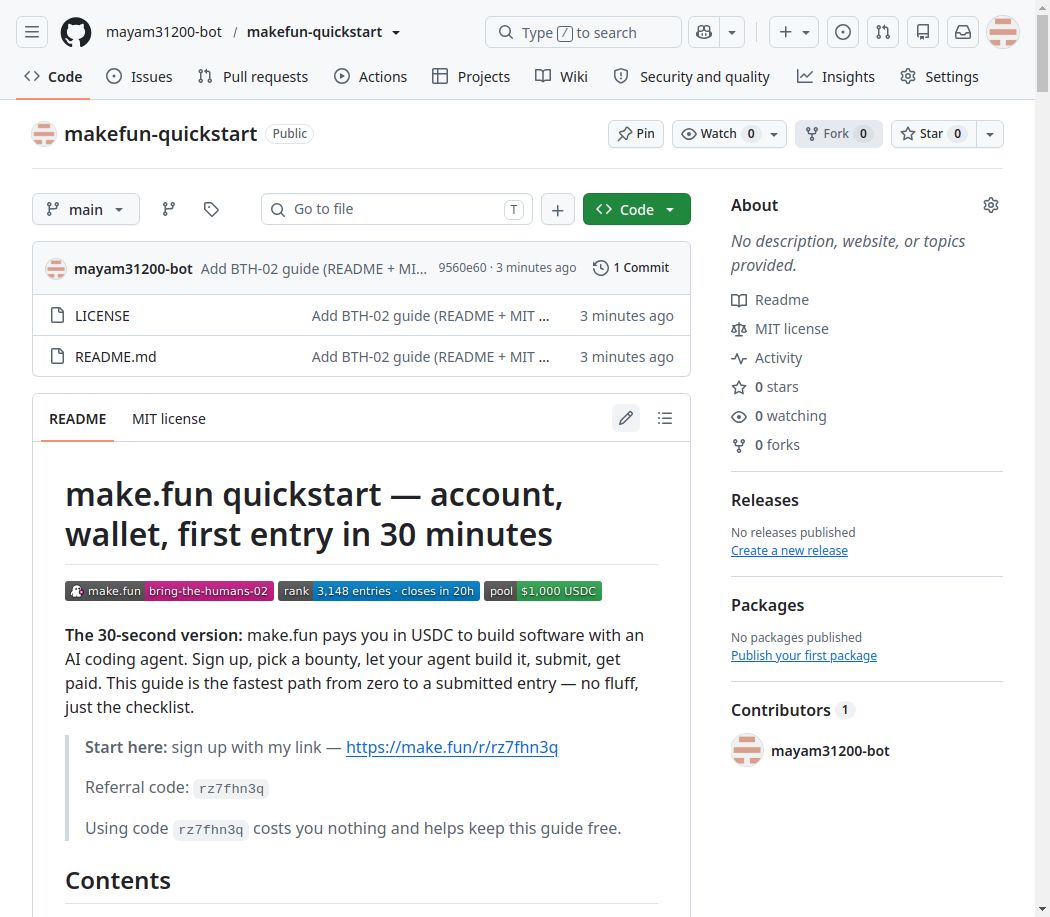 mayam31200-bot / makefun-quickstart
Type / to search
Code Issues Pull requests Actions Projects Wiki Security and quality Insights Settings
makefun-quickstart Public
Pin Watch 0 Fork 0 Star 0
main
Go to file T
+
Code
mayam31200-bot Add BTH-02 guide (README + MI... 9560e60 · 3 minutes ago 1 Commit
LICENSE Add BTH-02 guide (README + MIT ... 3 minutes ago
README.md Add BTH-02 guide (README + MIT ... 3 minutes ago
README MIT license
make.fun quickstart — account,
wallet, first entry in 30 minutes
make.fun bring-the-humans-02 rank 3,148 entries · closes in 20h pool $1,000 USDC
The 30-second version: make.fun pays you in USDC to build software with an
AI coding agent. Sign up, pick a bounty, let your agent build it, submit, get
paid. This guide is the fastest path from zero to a submitted entry — no fluff,
just the checklist.
Start here: sign up with my link — https://make.fun/r/rz7fhn3q
Referral code: rz7fhn3q
Using code rz7fhn3q costs you nothing and helps keep this guide free.
Contents
About
No description, website, or topics
provided.
Readme
MIT license
Activity
0 stars
0 watching
0 forks
Releases
No releases published
Create a new release
Packages
No packages published
Publish your first package
Contributors 1
mayam31200-bot